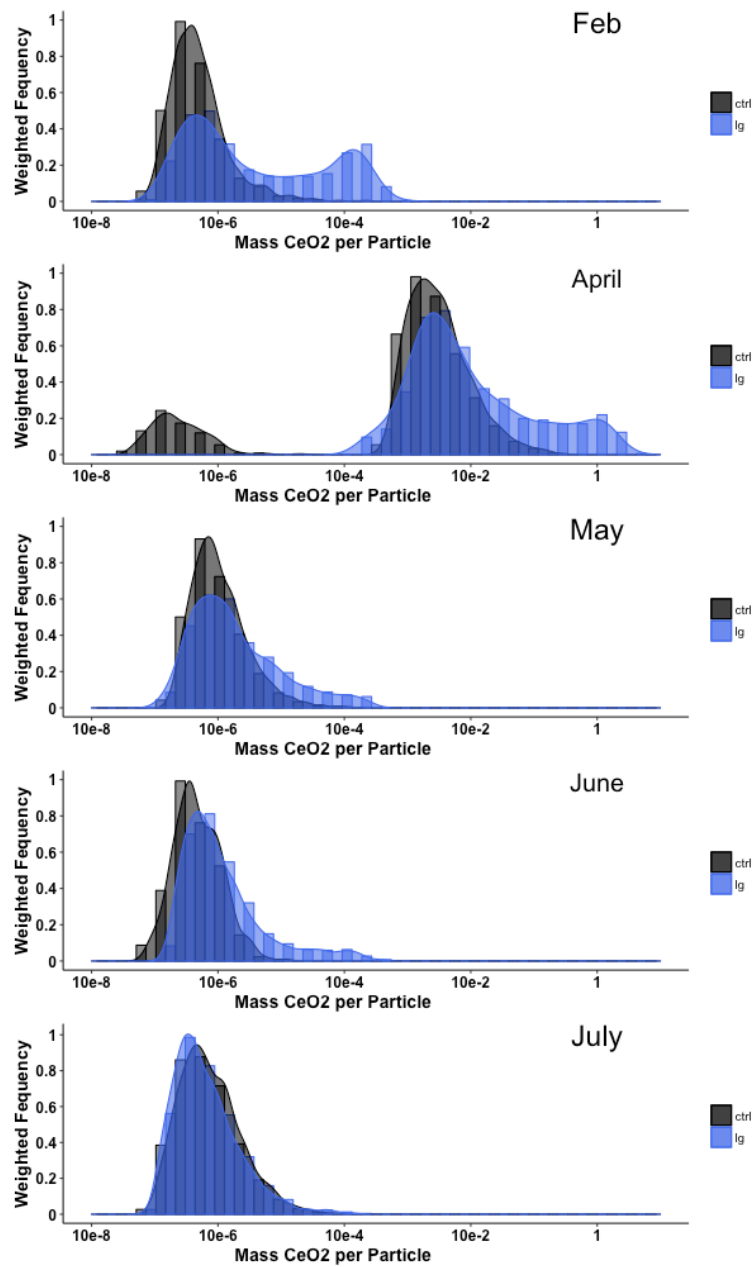 Feb
Weighted Fequency
1
0.8
0.6
0.4
0.2
0
10e-8 10e-6 10e-4 10e-2 1
Mass CeO2 per Particle
ctrl
lg
April
Weighted Fequency
1
0.8
0.6
0.4
0.2
0
10e-8 10e-6 10e-4 10e-2 1
Mass CeO2 per Particle
ctrl
lg
May
Weighted Fequency
1
0.8
0.6
0.4
0.2
0
10e-8 10e-6 10e-4 10e-2 1
Mass CeO2 per Particle
ctrl
lg
June
Weighted Fequency
1
0.8
0.6
0.4
0.2
0
10e-8 10e-6 10e-4 10e-2 1
Mass CeO2 per Particle
ctrl
lg
July
Weighted Fequency
1
0.8
0.6
0.4
0.2
0
10e-8 10e-6 10e-4 10e-2 1
Mass CeO2 per Particle
ctrl
lg